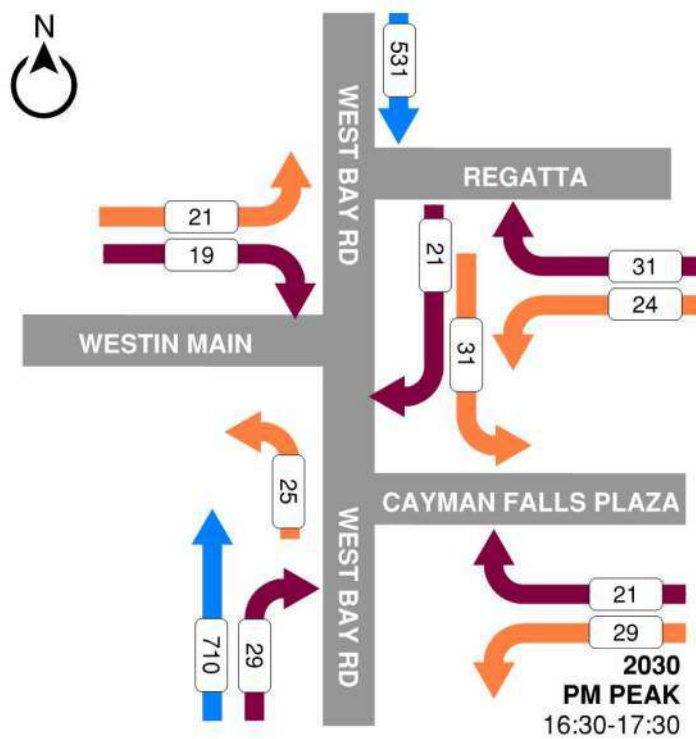 N
531
WEST BAY RD
REGATTA
21
19
21
31
31
24
WESTIN MAIN
25
CAYMAN FALLS PLAZA
WEST BAY RD
710
29
21
29
2030
PM PEAK
16:30-17:30